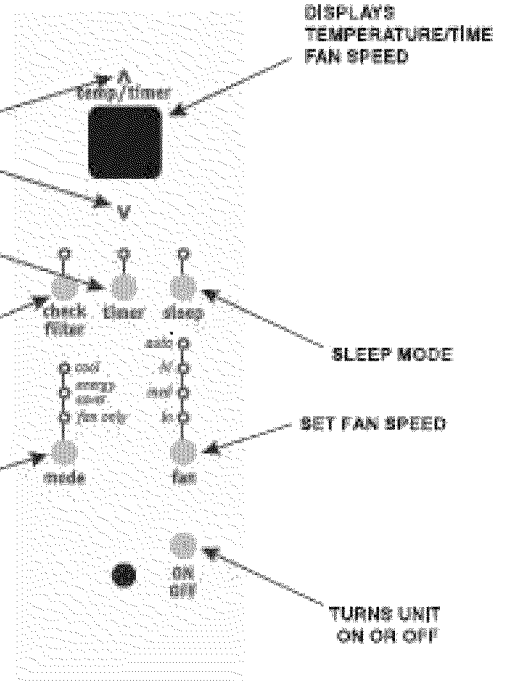 DISPLAYS
TEMPERATURE/TIME
FAN SPEED
temp/timer
check
filter
timer
sleep
auto
hi
med
lo
cool
energy
saver
fan only
SLEEP MODE
SET FAN SPEED
mode
fan
ON
OFF
TURNS UNIT
ON OR OFF